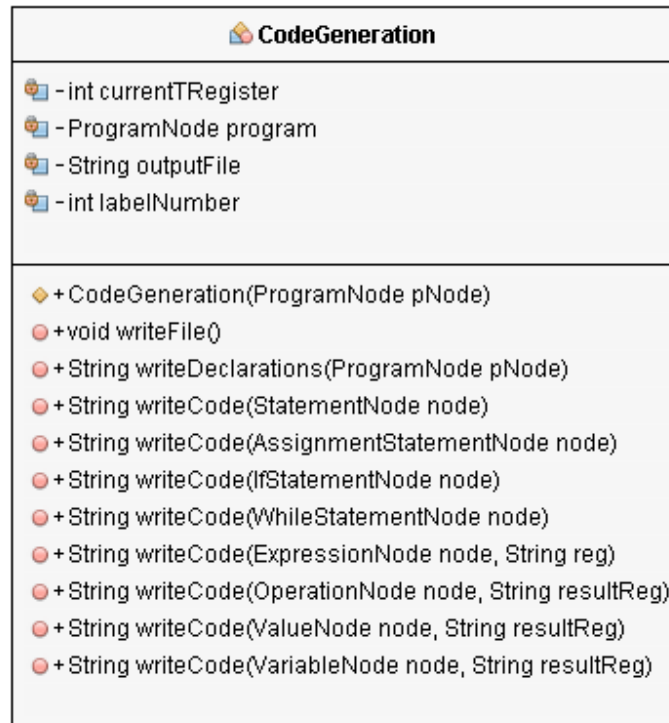 CodeGeneration
- int currentTRegister
- ProgramNode program
- String outputFile
- int labelNumber
+ CodeGeneration(ProgramNode pNode)
+ void writeFile()
+ String writeDeclarations(ProgramNode pNode)
+ String writeCode(StatementNode node)
+ String writeCode(AssignmentStatementNode node)
+ String writeCode(IfStatementNode node)
+ String writeCode(WhileStatementNode node)
+ String writeCode(ExpressionNode node, String reg)
+ String writeCode(OperationNode node, String resultReg)
+ String writeCode(ValueNode node, String resultReg)
+ String writeCode(VariableNode node, String resultReg)